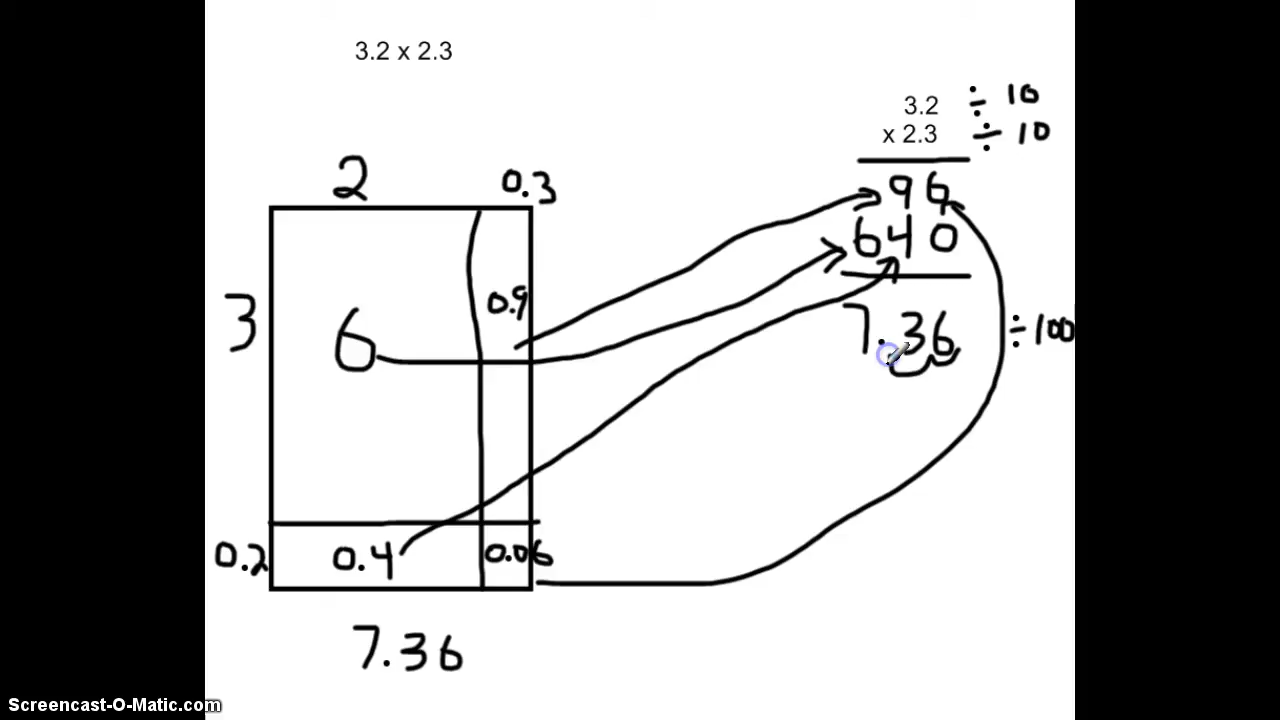 3.2 x 2.3
3.2 ÷ 10
x 2.3 ÷ 10
96
640
7.36 ÷ 100
2 0.3
3 6 0.9
0.2 0.4 0.06
7.36
Screencast-O-Matic.com